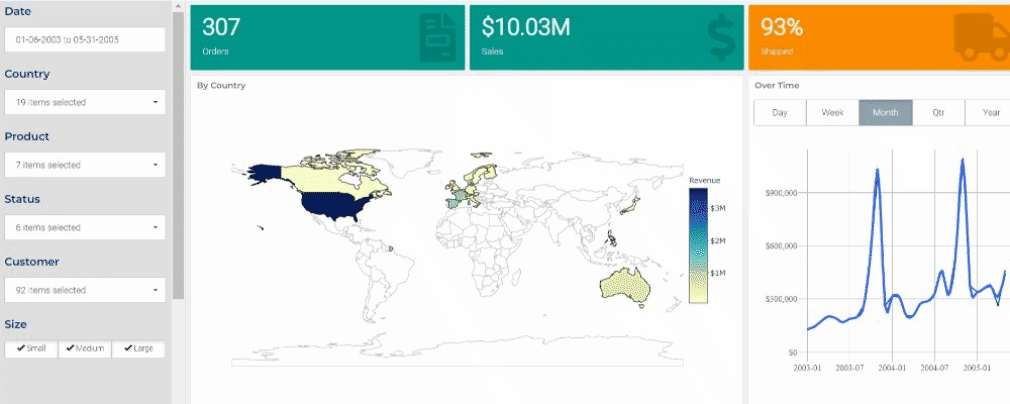 Date
01-06-2003 to 05-31-2005
Country
19 items selected
Product
7 items selected
Status
6 items selected
Customer
92 items selected
Size
Small Medium Large
307
Orders
$10.03M
Sales
93%
Shipped
By Country
Revenue
$3M
$2M
$1M
Over Time
Day Week Month Qtr Year
$900,000
$600,000
$300,000
$0
2003-01 2003-07 2004-01 2004-07 2005-01